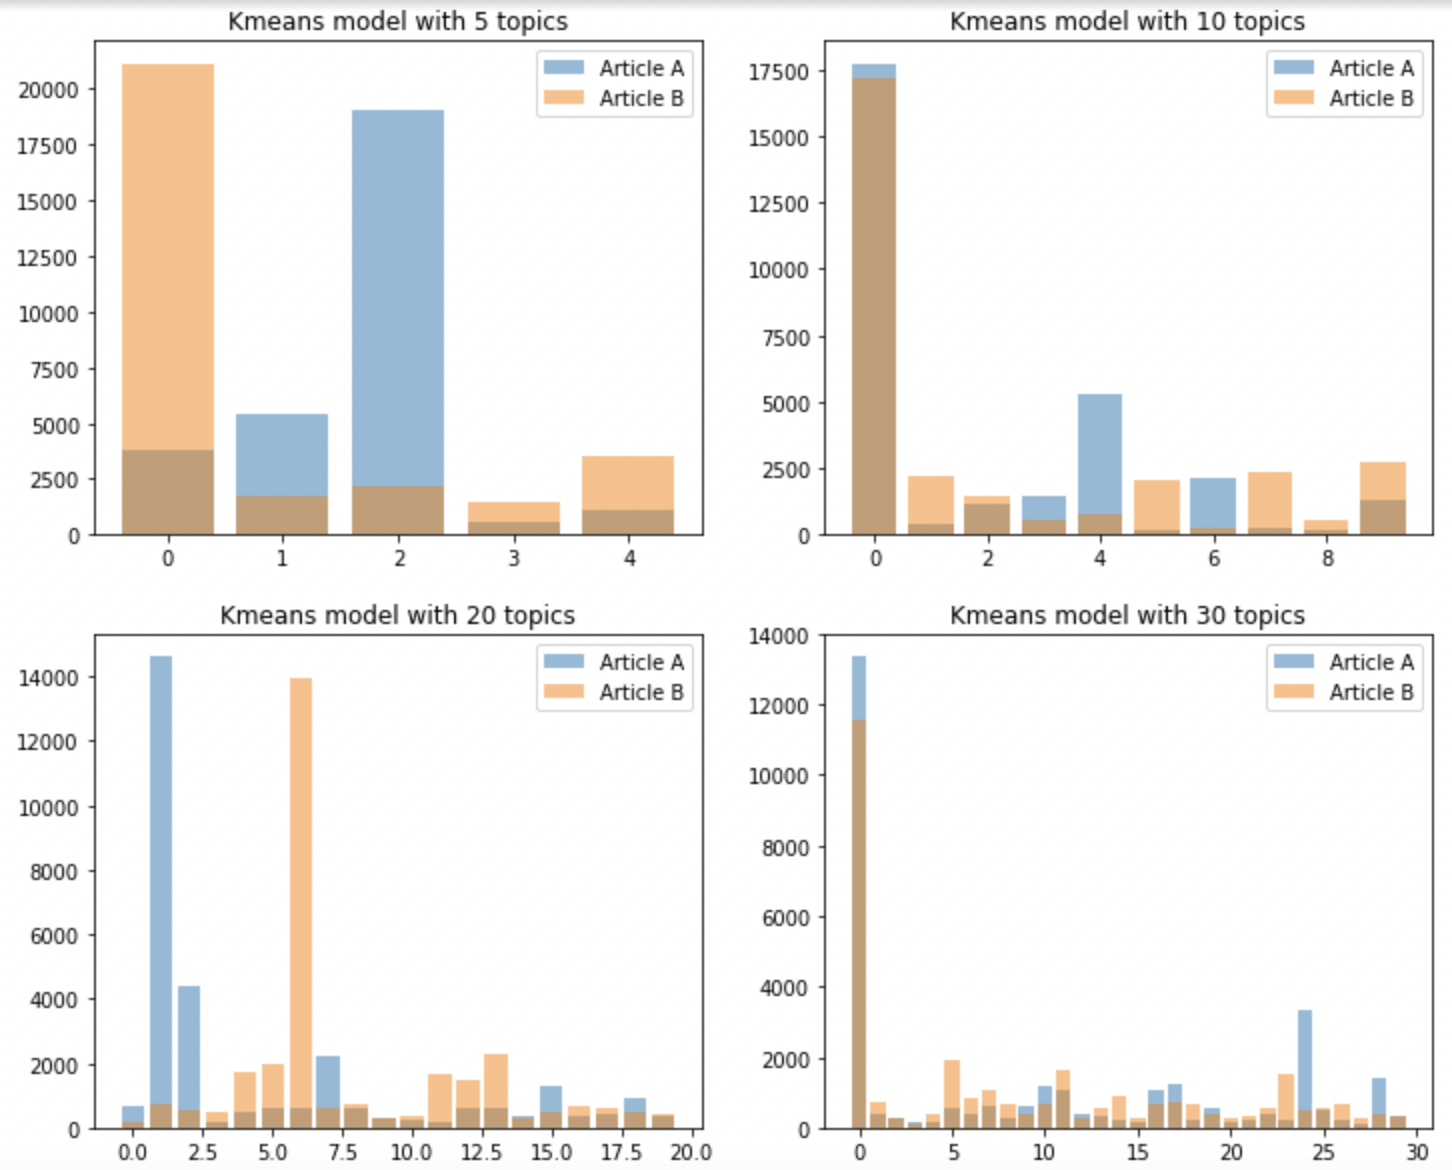 Kmeans model with 5 topics
Article A
Article B
20000
17500
15000
12500
10000
7500
5000
2500
0
0 1 2 3 4
Kmeans model with 10 topics
Article A
Article B
17500
15000
12500
10000
7500
5000
2500
0
0 2 4 6 8
Kmeans model with 20 topics
Article A
Article B
14000
12000
10000
8000
6000
4000
2000
0
0.0 2.5 5.0 7.5 10.0 12.5 15.0 17.5 20.0
Kmeans model with 30 topics
Article A
Article B
14000
12000
10000
8000
6000
4000
2000
0
0 5 10 15 20 25 30